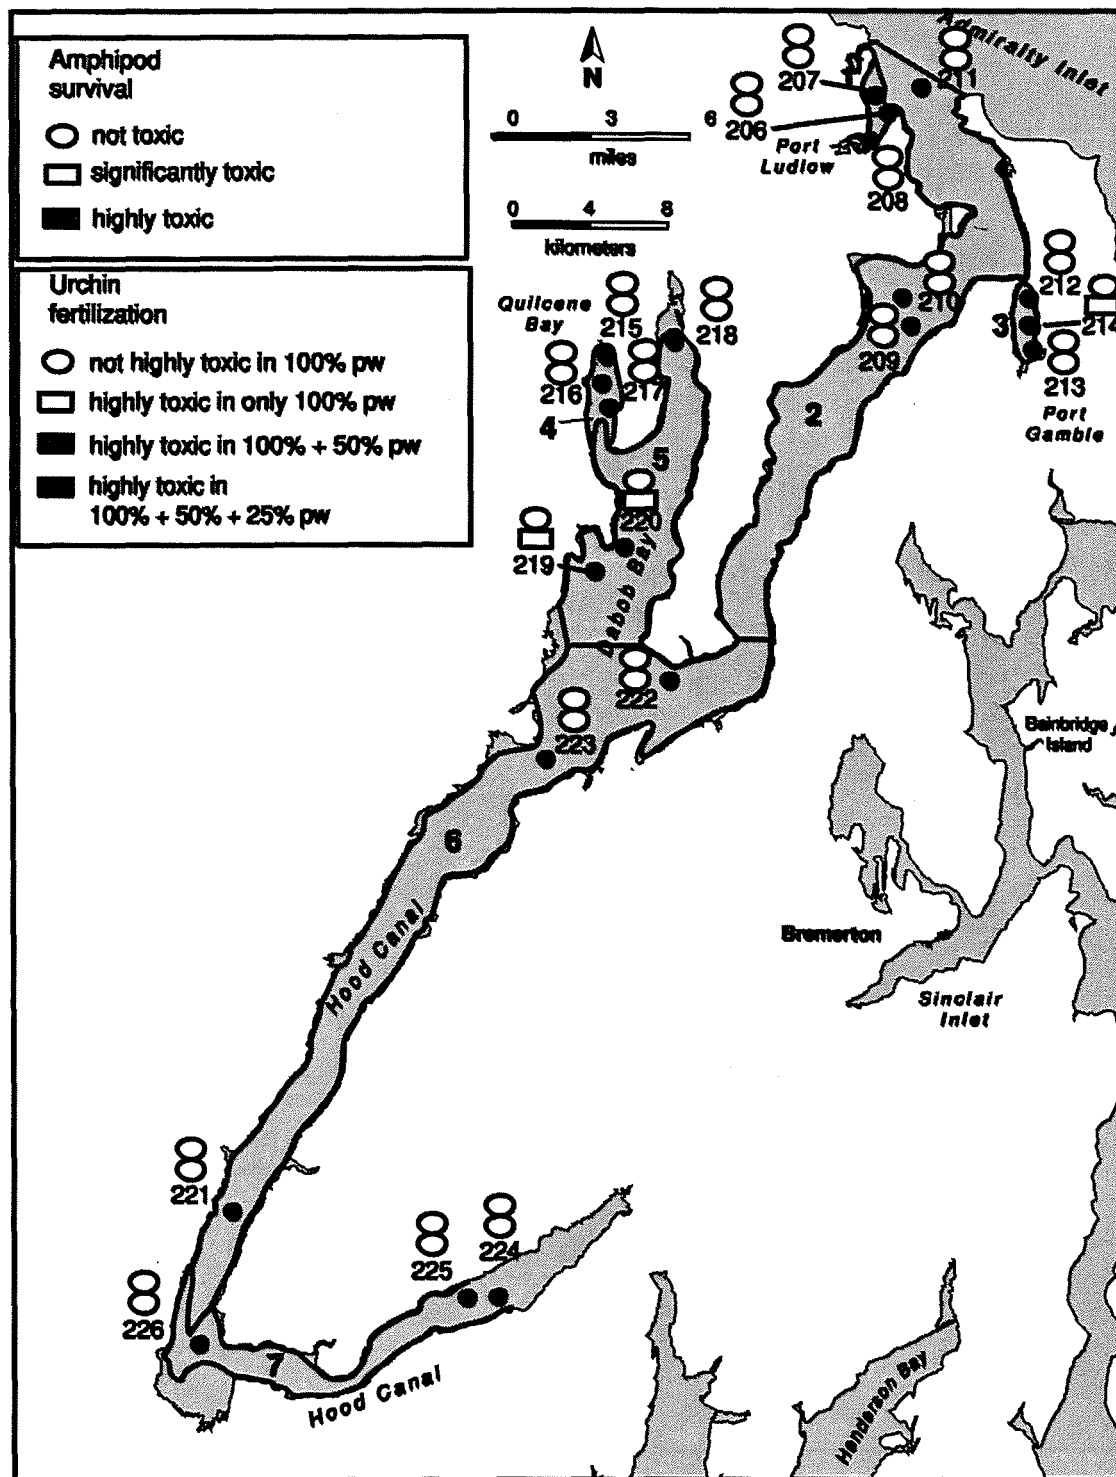 Amphipod
survival
not toxic
significantly toxic
highly toxic
Urchin
fertilization
not highly toxic in 100% pw
highly toxic in only 100% pw
highly toxic in 100% + 50% pw
highly toxic in
100% + 50% + 25% pw
N
0 3 6
miles
0 4 8
kilometers
Admiralty Inlet
207
211
1
206
Port
Ludlow
208
212
210
214
3
209
213
Port
Gamble
2
Quilcene
Bay
215
218
216
217
4
5
220
219
Dabob Bay
222
223
Bainbridge
Island
6
Hood Canal
Bremerton
Sinclair
Inlet
221
225
224
226
7
Hood Canal
Henderson Bay